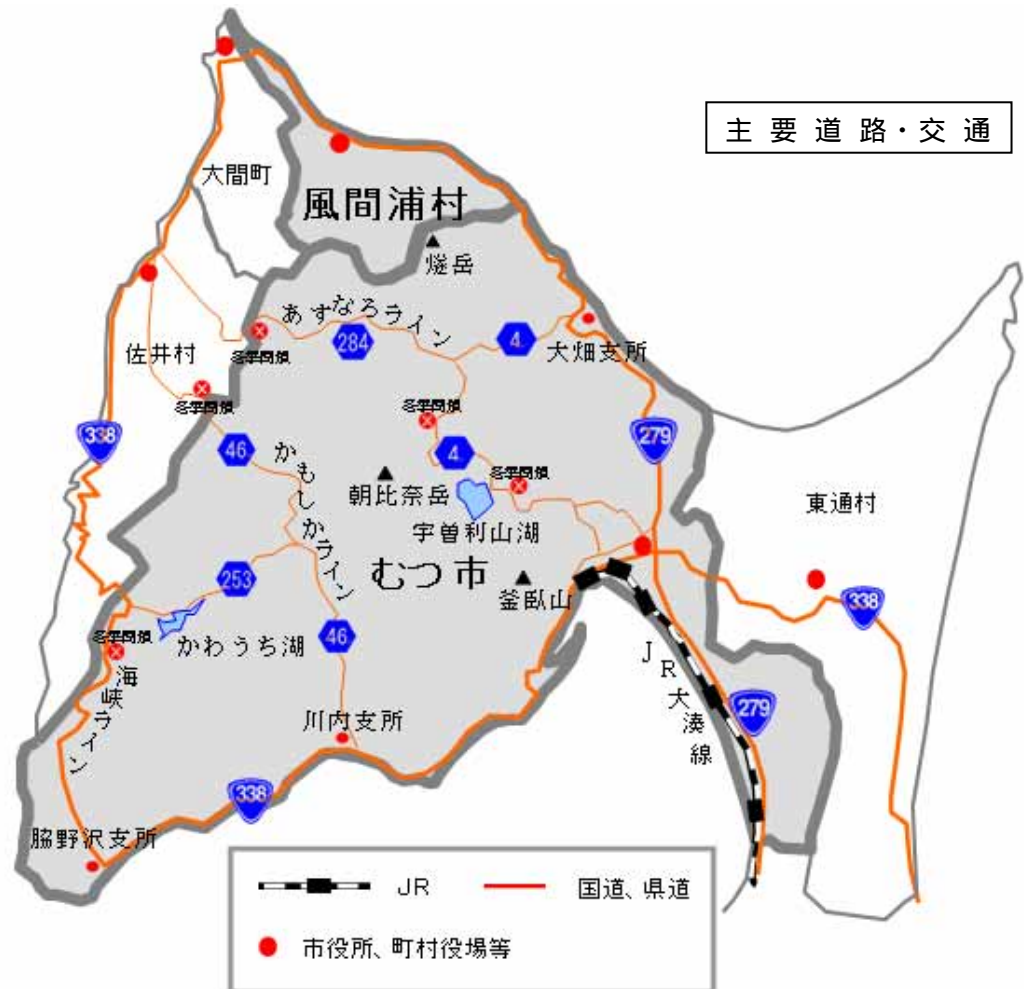 主要道路・交通
大間町
風間浦村
燧岳
あすなろライン
284
4
大畑支所
佐井村
冬季閉鎖
冬季閉鎖
冬季閉鎖
338
46
かもしかライン
279
4
冬季閉鎖
朝比奈岳
宇曽利山湖
東通村
むつ市
釜臥山
253
338
かわうち湖
46
冬季閉鎖
海峡ライン
JR大湊線
279
川内支所
338
脇野沢支所
JR
国道、県道
市役所、町村役場等